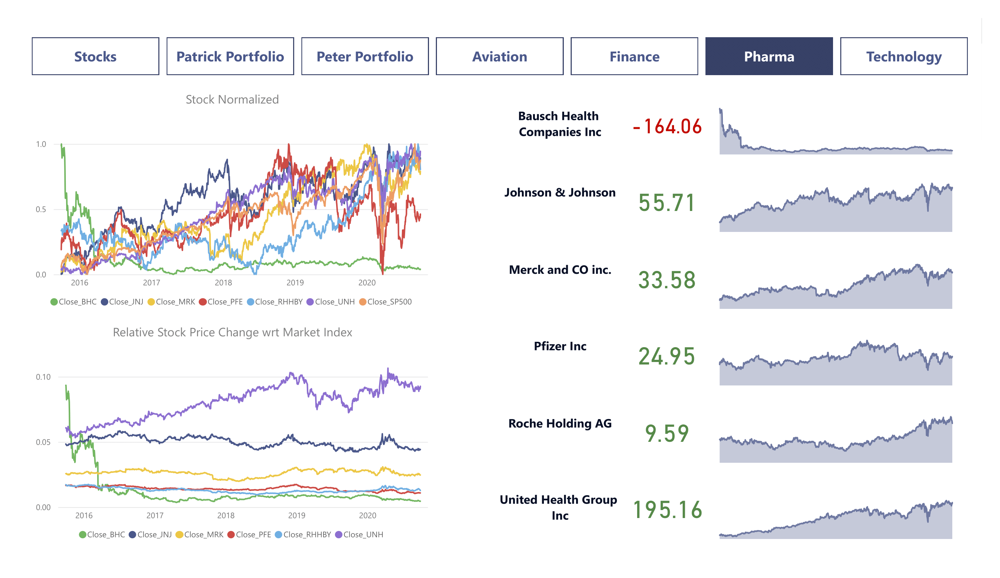 Stocks
Patrick Portfolio
Peter Portfolio
Aviation
Finance
Pharma
Technology
Stock Normalized
1.0
0.5
0.0
2016 2017 2018 2019 2020
Close_BHC Close_JNJ Close_MRK Close_PFE Close_RHHBY Close_UNH Close_SP500
Relative Stock Price Change wrt Market Index
0.10
0.05
0.00
2016 2017 2018 2019 2020
Close_BHC Close_JNJ Close_MRK Close_PFE Close_RHHBY Close_UNH
Bausch Health
Companies Inc
-164.06
Johnson & Johnson
55.71
Merck and CO inc.
33.58
Pfizer Inc
24.95
Roche Holding AG
9.59
United Health Group
Inc
195.16